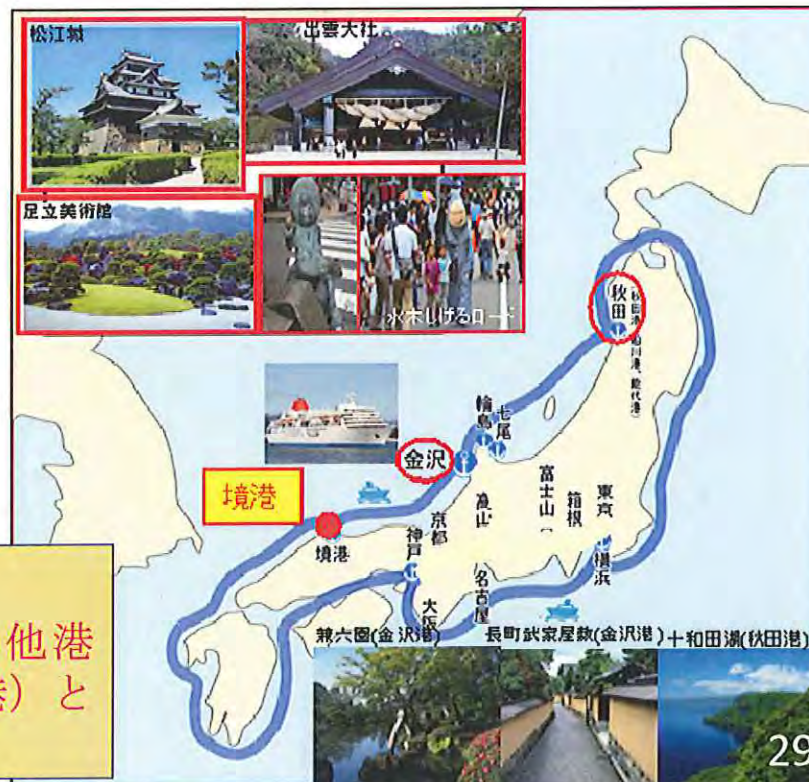 松江城
出雲大社
足立美術館
水木しげるロード
秋田
(秋田港、船川港、能代港)
輪島
七尾
金沢
境港
境港
京都
高山
富士山
箱根
東京
横浜
神戸
大阪
名古屋
兼六園(金沢港)
長町武家屋敷(金沢港)
十和田湖(秋田港)
他港
港）と
29